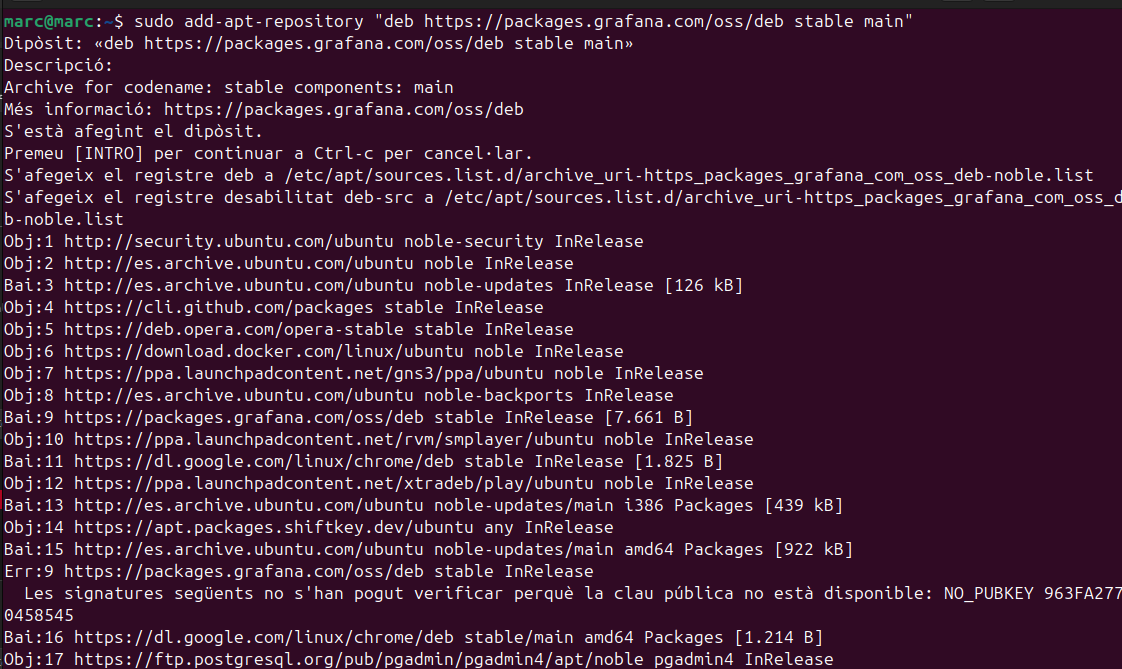 marc@marc:~$ sudo add-apt-repository "deb https://packages.grafana.com/oss/deb stable main"
Dipòsit: «deb https://packages.grafana.com/oss/deb stable main»
Descripció:
Archive for codename: stable components: main
Més informació: https://packages.grafana.com/oss/deb
S'està afegint el dipòsit.
Premeu [INTRO] per continuar a Ctrl-c per cancel·lar.
S'afegeix el registre deb a /etc/apt/sources.list.d/archive_uri-https_packages_grafana_com_oss_deb-noble.list
S'afegeix el registre desabilitat deb-src a /etc/apt/sources.list.d/archive_uri-https_packages_grafana_com_oss_d
b-noble.list
Obj:1 http://security.ubuntu.com/ubuntu noble-security InRelease
Obj:2 http://es.archive.ubuntu.com/ubuntu noble InRelease
Bai:3 http://es.archive.ubuntu.com/ubuntu noble-updates InRelease [126 kB]
Obj:4 https://cli.github.com/packages stable InRelease
Obj:5 https://deb.opera.com/opera-stable stable InRelease
Obj:6 https://download.docker.com/linux/ubuntu noble InRelease
Obj:7 https://ppa.launchpadcontent.net/gns3/ppa/ubuntu noble InRelease
Obj:8 http://es.archive.ubuntu.com/ubuntu noble-backports InRelease
Bai:9 https://packages.grafana.com/oss/deb stable InRelease [7.661 B]
Obj:10 https://ppa.launchpadcontent.net/rvm/smplayer/ubuntu noble InRelease
Bai:11 https://dl.google.com/linux/chrome/deb stable InRelease [1.825 B]
Obj:12 https://ppa.launchpadcontent.net/xtradeb/play/ubuntu noble InRelease
Bai:13 http://es.archive.ubuntu.com/ubuntu noble-updates/main i386 Packages [439 kB]
Obj:14 https://apt.packages.shiftkey.dev/ubuntu any InRelease
Bai:15 http://es.archive.ubuntu.com/ubuntu noble-updates/main amd64 Packages [922 kB]
Err:9 https://packages.grafana.com/oss/deb stable InRelease
  Les signatures següents no s'han pogut verificar perquè la clau pública no està disponible: NO_PUBKEY 963FA277
0458545
Bai:16 https://dl.google.com/linux/chrome/deb stable/main amd64 Packages [1.214 B]
Obj:17 https://ftp.postgresql.org/pub/pgadmin/pgadmin4/apt/noble pgadmin4 InRelease